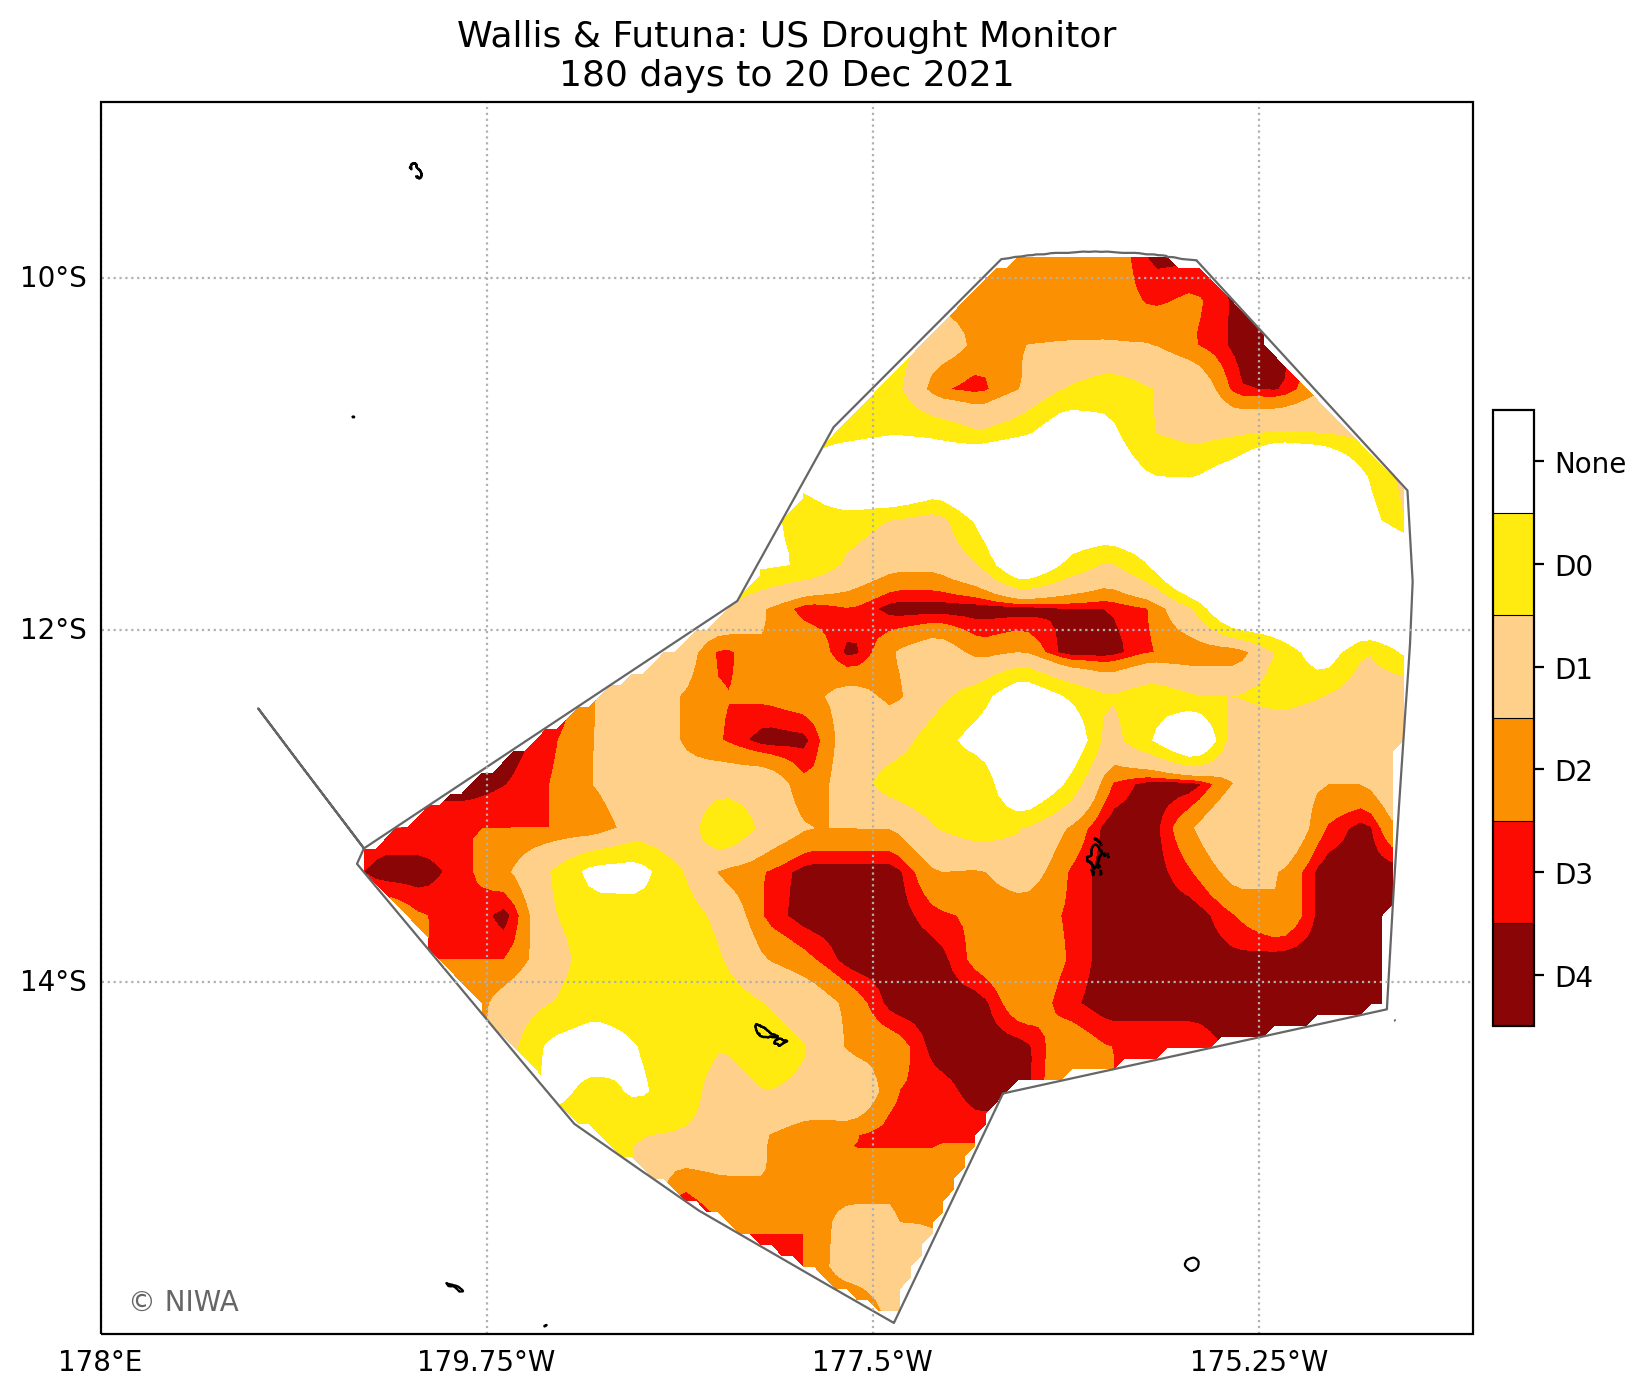 Wallis & Futuna: US Drought Monitor
180 days to 20 Dec 2021
10°S
12°S
14°S
178°E
179.75°W
177.5°W
175.25°W
None
D0
D1
D2
D3
D4
© NIWA